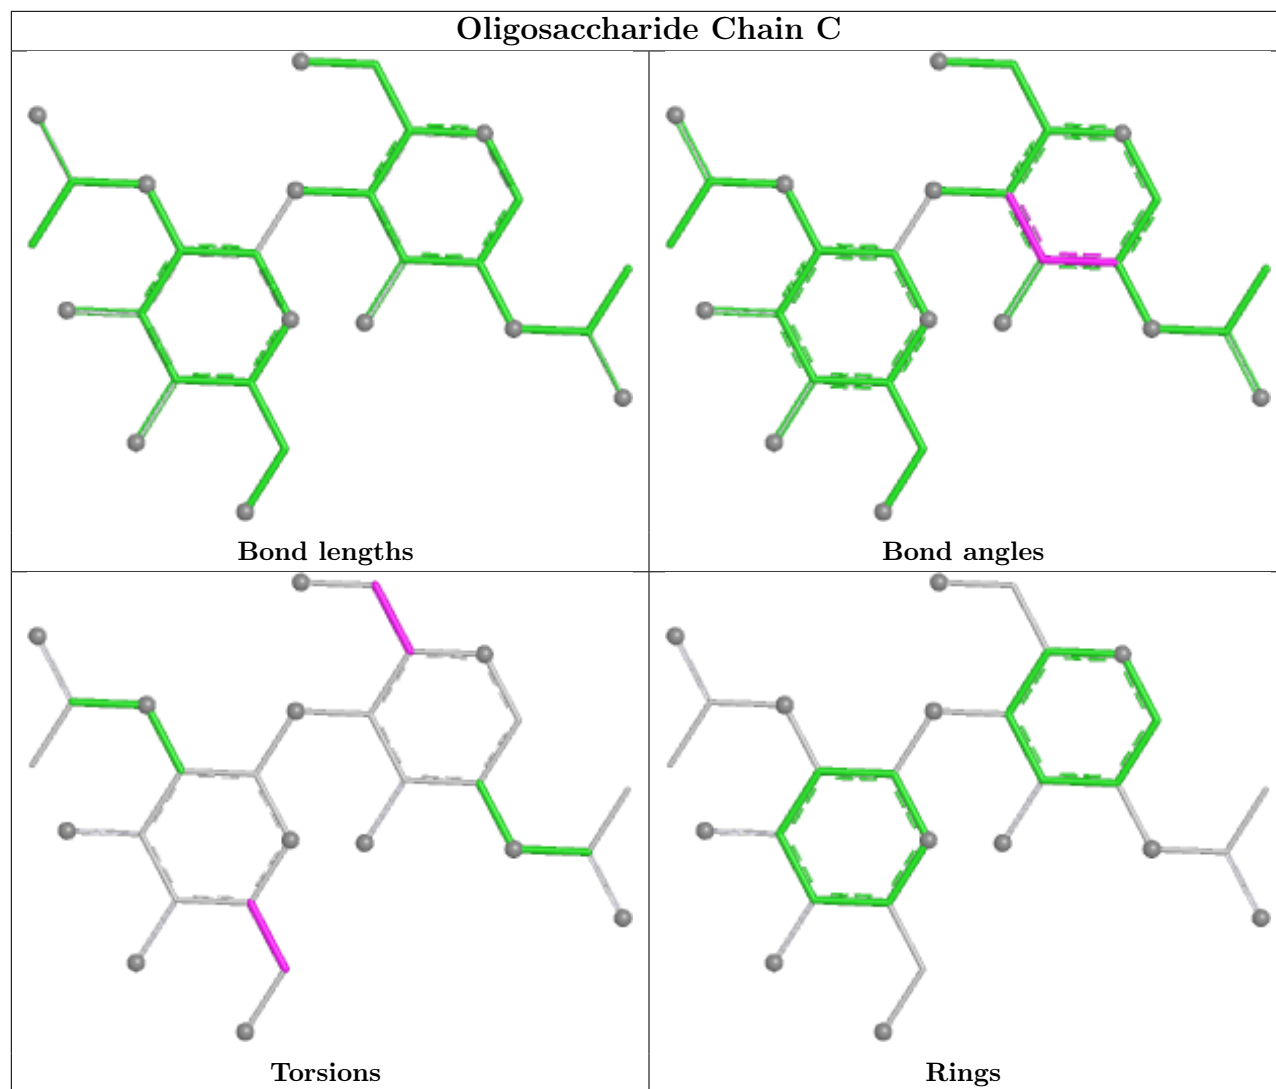 Oligosaccharide Chain C
Bond lengths
Bond angles
Torsions
Rings